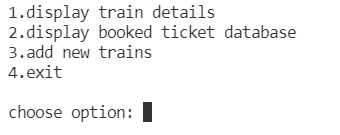 1.display train details
2.display booked ticket database
3.add new trains
4.exit
choose option: